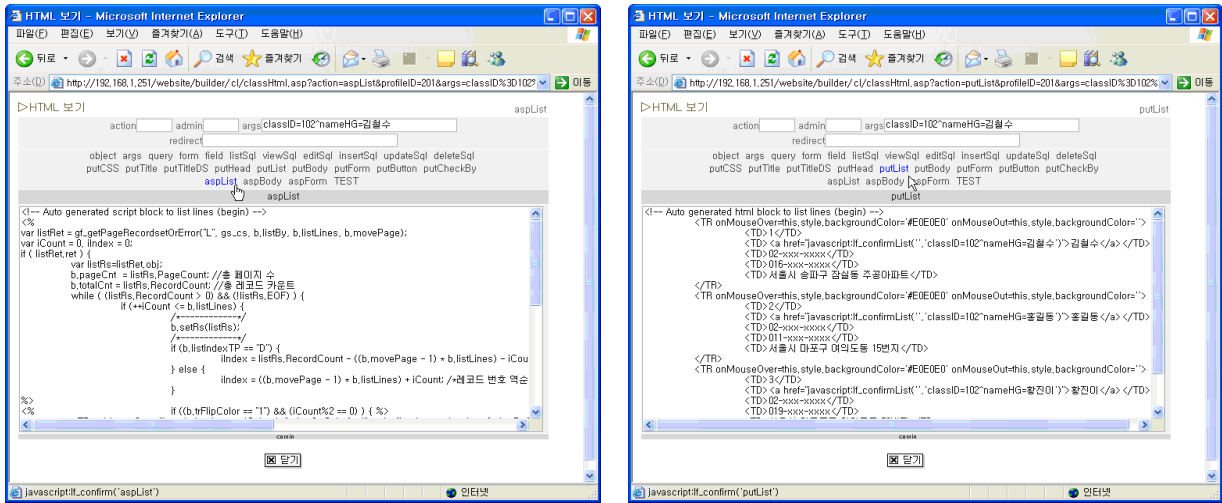 HTML 보기 - Microsoft Internet Explorer
파일(F) 편집(E) 보기(V) 즐겨찾기(A) 도구(T) 도움말(H)
뒤로 검색 즐겨찾기
주소(D) http://192.168.1.251/website/builder/cl/classHtml.asp?action=aspList&profileID=201&args=classID%3D102% 이동
▷HTML 보기
aspList
action admin args classID=102^nameHG=김철수
redirect
object args query form field listSql viewSql editSql insertSql updateSql deleteSql
putCSS putTitle putTitleDS putHead putList putBody putForm putButton putCheckBy
aspList aspBody aspForm TEST
aspList
<!-- Auto generated script block to list lines (begin) -->
<%
var listRet = gf_getPageRecordsetOrError("L", gs_cs, b.listBy, b.listLines, b.movePage);
var iCount = 0, iIndex = 0;
if ( listRet.ret ) {
var listRs=listRet.obj;
b.pageCnt = listRs.PageCount; //총 페이지 수
b.totalCnt = listRs.RecordCount; //총 레코드 카운트
while ( (listRs.RecordCount > 0) && (!listRs.EOF) ) {
if (++iCount <= b.listLines) {
/*------------*/
b.setRs(listRs);
/*------------*/
if (b.listIndexTP == "D") {
iIndex = listRs.RecordCount - ((b.movePage - 1) * b.listLines) - iCou
} else {
iIndex = ((b.movePage - 1) * b.listLines) + iCount; /*레코드 번호 역순
}
%>
<% if ((b.trFlipColor == "1") && (iCount%2 == 0) ) { %>
comin
닫기
javascript:lf_confirm('aspList') 인터넷
HTML 보기 - Microsoft Internet Explorer
파일(F) 편집(E) 보기(V) 즐겨찾기(A) 도구(T) 도움말(H)
뒤로 검색 즐겨찾기
주소(D) http://192.168.1.251/website/builder/cl/classHtml.asp?action=putList&profileID=201&args=classID%3D102% 이동
▷HTML 보기
putList
action admin args classID=102^nameHG=김철수
redirect
object args query form field listSql viewSql editSql insertSql updateSql deleteSql
putCSS putTitle putTitleDS putHead putList putBody putForm putButton putCheckBy
aspList aspBody aspForm TEST
putList
<!-- Auto generated html block to list lines (begin) -->
<TR onMouseOver=this.style.backgroundColor='#E0E0E0' onMouseOut=this.style.backgroundColor=''>
<TD>1</TD>
<TD><a href="javascript:lf_confirmList('','classID=102^nameHG=김철수')">김철수</a></TD>
<TD>02-xxx-xxxx</TD>
<TD>016-xxx-xxxx</TD>
<TD>서울시 송파구 잠실동 주공아파트</TD>
</TR>
<TR onMouseOver=this.style.backgroundColor='#E0E0E0' onMouseOut=this.style.backgroundColor=''>
<TD>2</TD>
<TD><a href="javascript:lf_confirmList('','classID=102^nameHG=홍길동')">홍길동</a></TD>
<TD>02-xxx-xxxx</TD>
<TD>011-xxx-xxxx</TD>
<TD>서울시 마포구 여의도동 15번지</TD>
</TR>
<TR onMouseOver=this.style.backgroundColor='#E0E0E0' onMouseOut=this.style.backgroundColor=''>
<TD>3</TD>
<TD><a href="javascript:lf_confirmList('','classID=102^nameHG=황진이')">황진이</a></TD>
<TD>02-xxx-xxxx</TD>
<TD>019-xxx-xxxx</TD>
comin
닫기
javascript:lf_confirm('putList') 인터넷